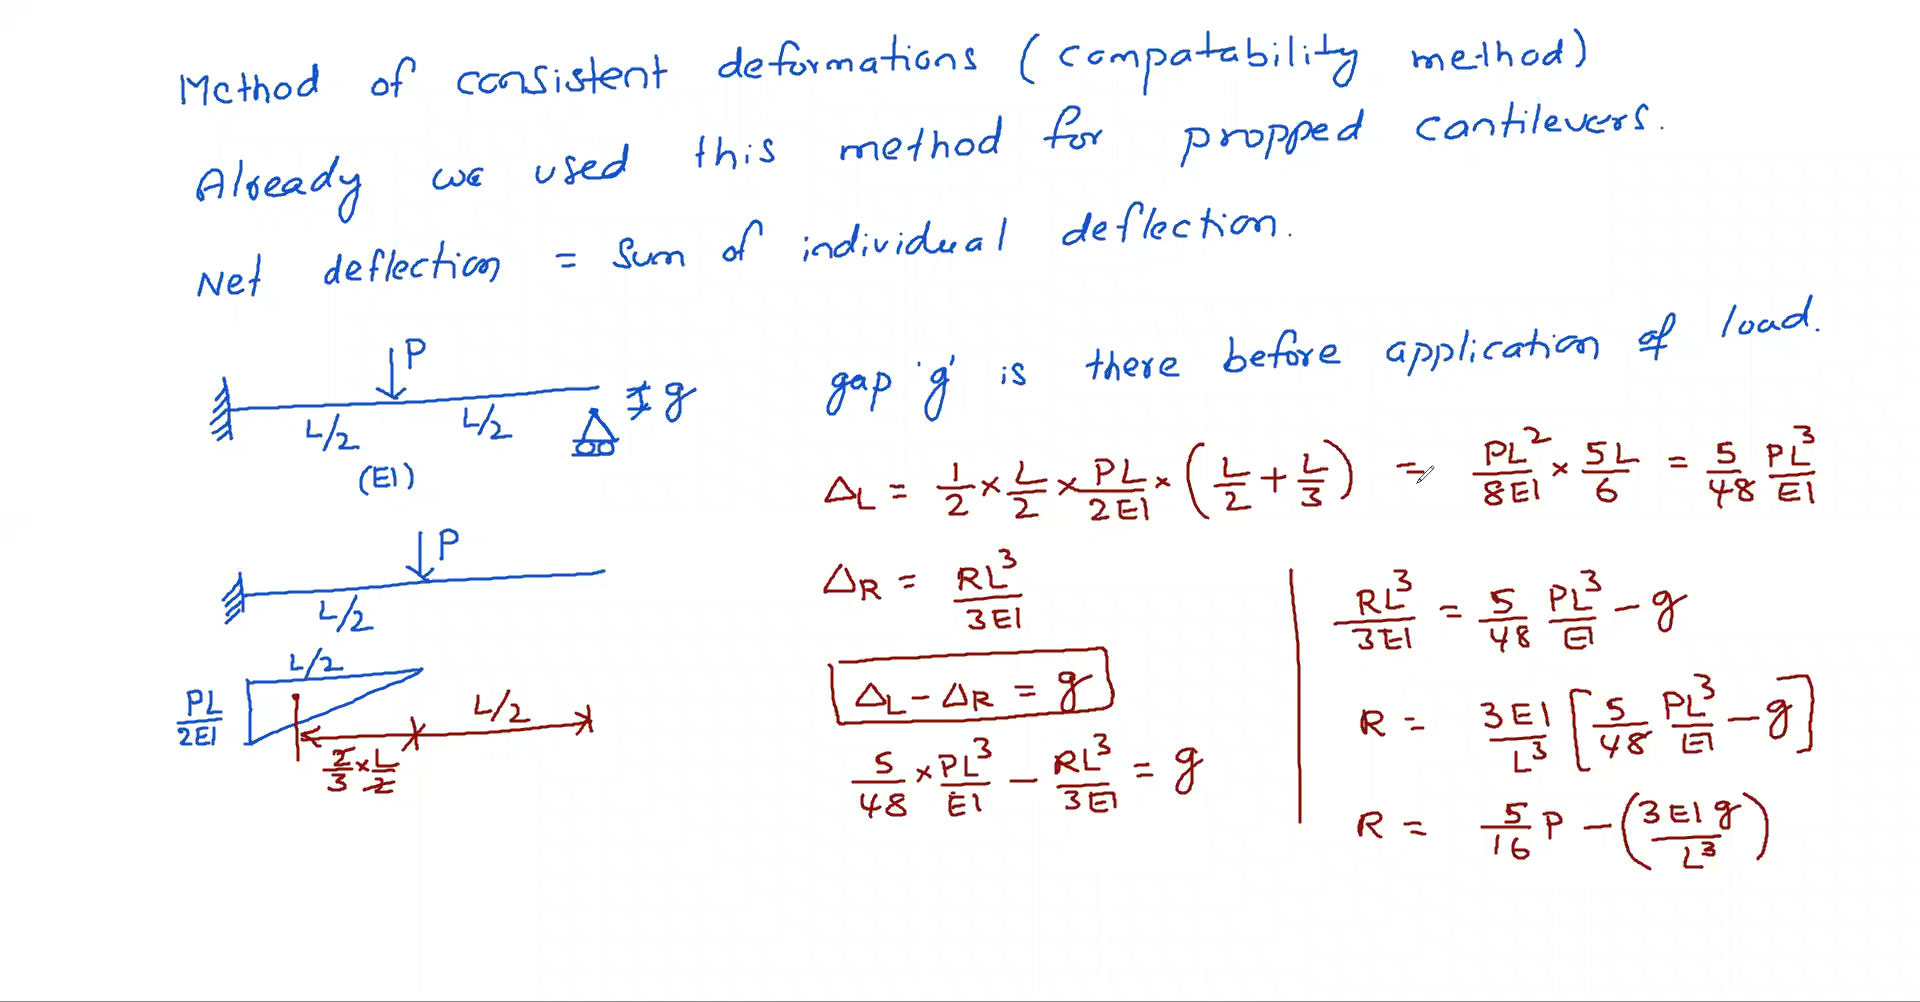 Method of consistent deformations (compatability method)
Already we used this method for propped cantilevers.
Net deflection = Sum of individual deflection.
P
g
L/2 L/2
(EI)
gap 'g' is there before application of load.
Δ_L = 1/2 × L/2 × PL/2EI × (L/2 + L/3) = PL²/8EI × 5L/6 = 5/48 PL³/EI
P
L/2
Δ_R = RL³/3EI
L/2
PL/2EI
L/2
2/3 × L/2
Δ_L - Δ_R = g
5/48 × PL³/EI - RL³/3EI = g
RL³/3EI = 5/48 PL³/EI - g
R = 3EI/L³ [5/48 PL³/EI - g]
R = 5/16 P - (3EIg/L³)